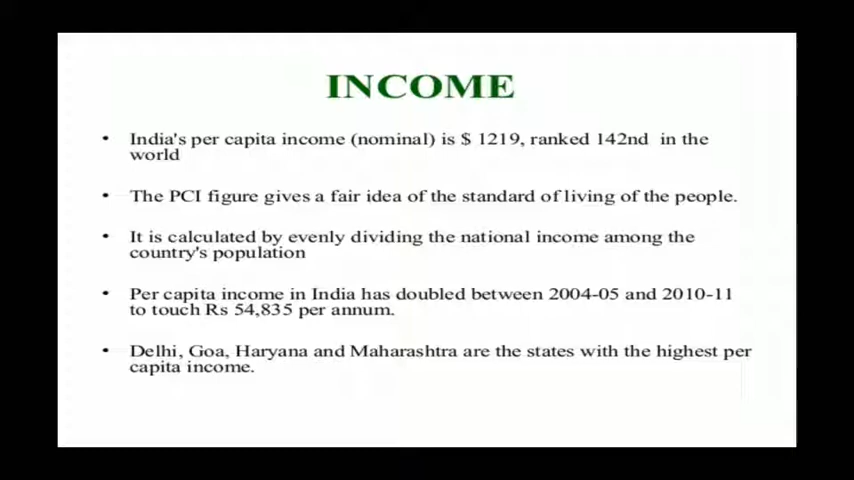 INCOME
• India's per capita income (nominal) is $ 1219, ranked 142nd in the
world
• The PCI figure gives a fair idea of the standard of living of the people.
• It is calculated by evenly dividing the national income among the
country's population
• Per capita income in India has doubled between 2004-05 and 2010-11
to touch Rs 54,835 per annum.
• Delhi, Goa, Haryana and Maharashtra are the states with the highest per
capita income.